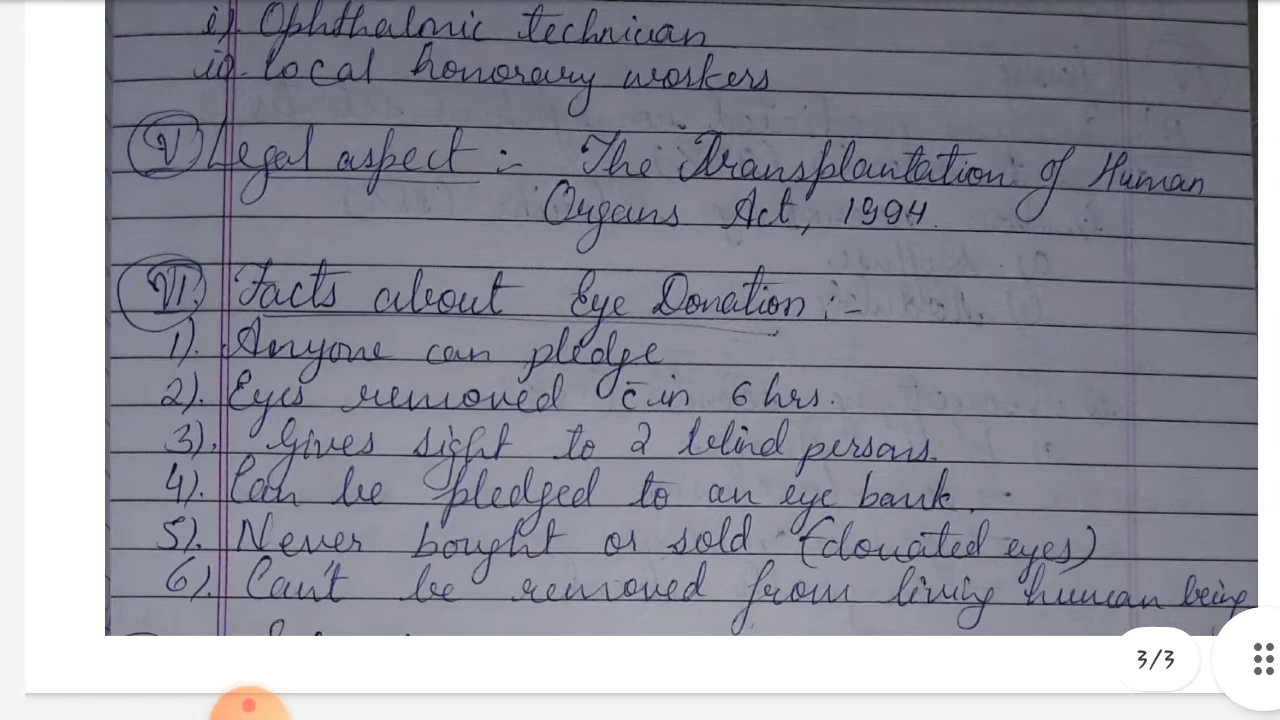 i). Ophthalmic technician
ii). local honorary workers
V Legal aspect :- The Transplantation of Human
Organs Act, 1994.
VI. Facts about Eye Donation :-
1). Anyone can pledge
2). Eyes removed c̄in 6 hrs.
3). Gives sight to 2 blind persons.
4). Can be pledged to an eye bank.
5). Never bought or sold (donated eyes)
6). Can't be removed from living human being
3/3